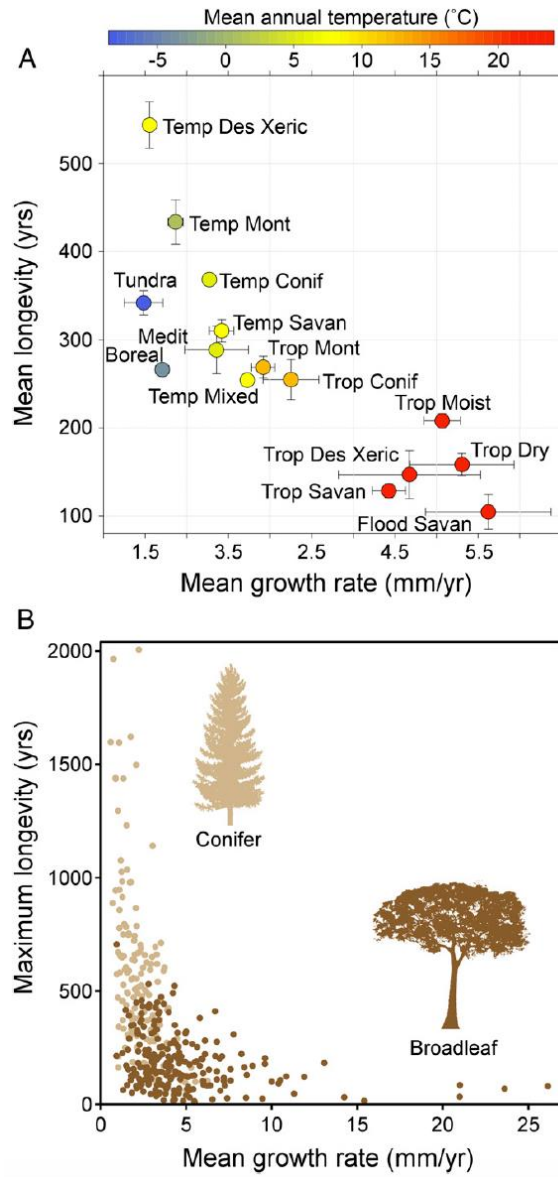 Mean annual temperature (˚C)
-5 0 5 10 15 20
A
Mean longevity (yrs)
500
400
300
200
100
Temp Des Xeric
Temp Mont
Tundra
Temp Conif
Temp Savan
Medit
Trop Mont
Boreal
Temp Mixed
Trop Conif
Trop Moist
Trop Des Xeric
Trop Dry
Trop Savan
Flood Savan
1.5 3.5 2.5 4.5 5.5
Mean growth rate (mm/yr)
B
Maximum longevity (yrs)
2000
1500
1000
500
0
Conifer
Broadleaf
0 5 10 15 20 25
Mean growth rate (mm/yr)